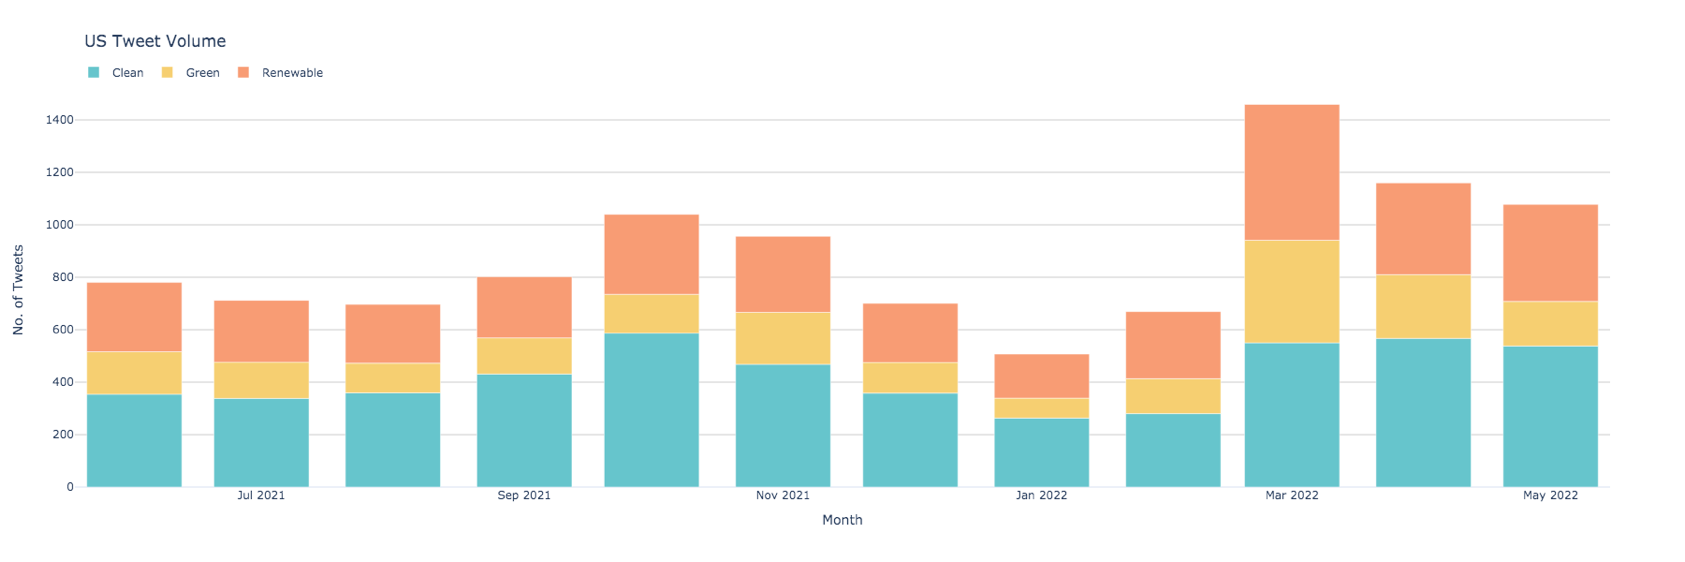 US Tweet Volume
Clean Green Renewable
1400
1200
1000
800
600
400
200
0
No. of Tweets
Jul 2021 Sep 2021 Nov 2021 Jan 2022 Mar 2022 May 2022
Month